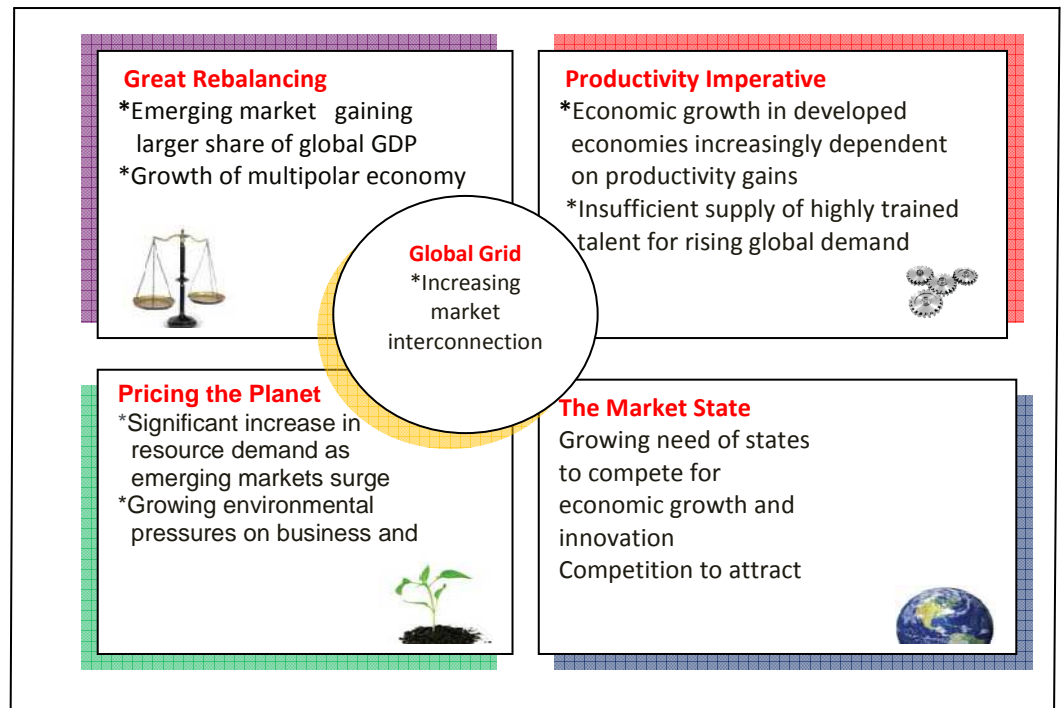 Great Rebalancing
*Emerging market gaining
larger share of global GDP
*Growth of multipolar economy
Productivity Imperative
*Economic growth in developed
economies increasingly dependent
on productivity gains
*Insufficient supply of highly trained
talent for rising global demand
Global Grid
*Increasing
market
interconnection
Pricing the Planet
*Significant increase in
resource demand as
emerging markets surge
*Growing environmental
pressures on business and
The Market State
Growing need of states
to compete for
economic growth and
innovation
Competition to attract